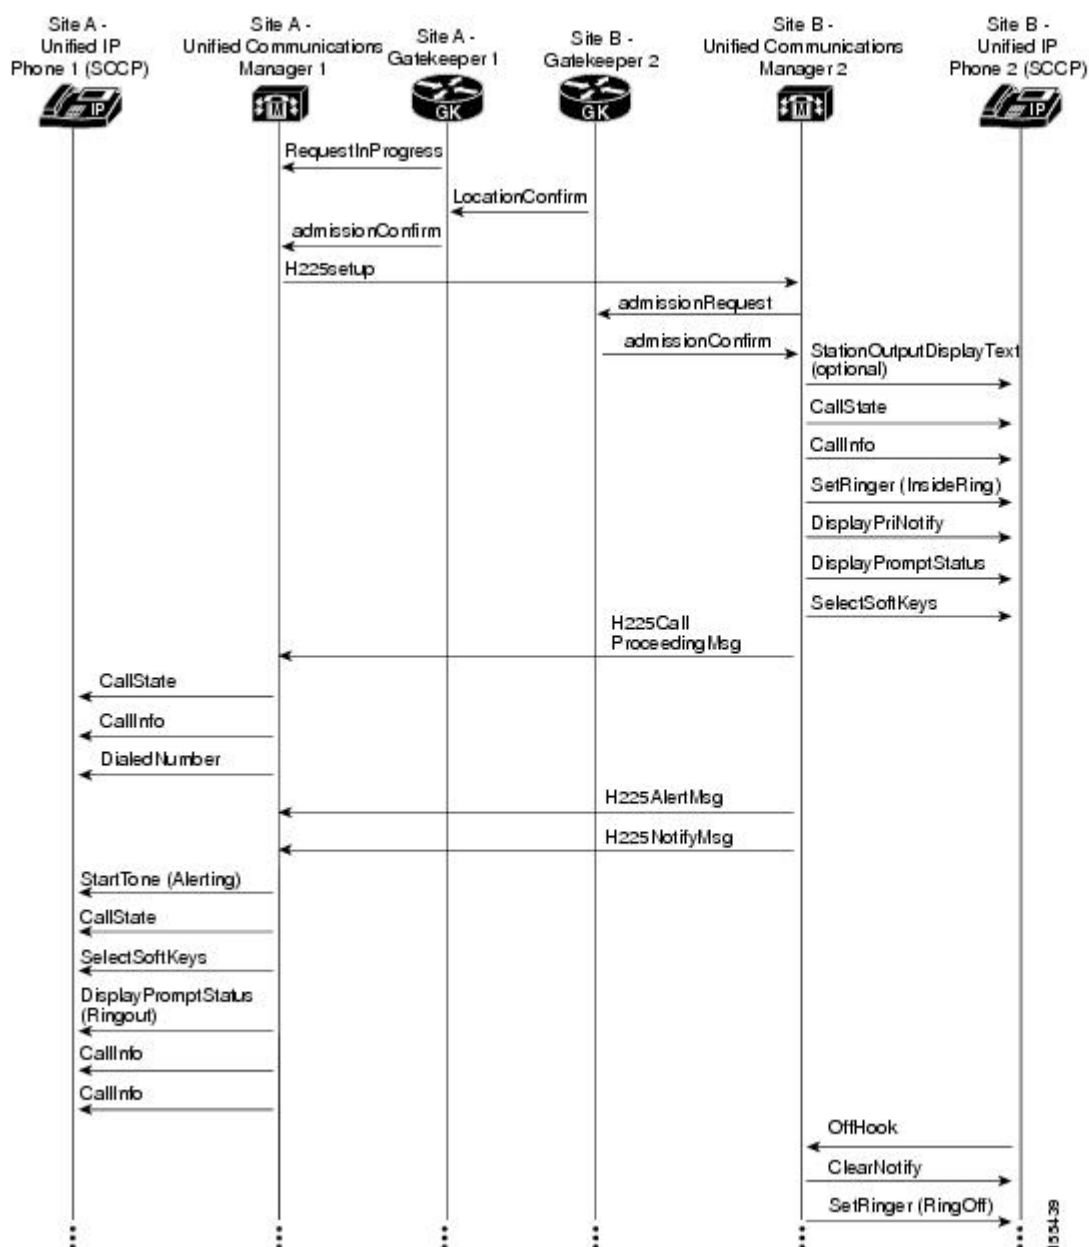 Site A -
Unified IP
Phone 1 (SCCP)
Site A -
Unified Communications
Manager 1
Site A -
Gatekeeper 1
Site B -
Gatekeeper 2
Site B -
Unified Communications
Manager 2
Site B -
Unified IP
Phone 2 (SCCP)
IP
M
GK
GK
M
IP
RequestInProgress
LocationConfirm
admissionConfirm
H225setup
admissionRequest
admissionConfirm
StationOutputDisplayText
(optional)
CallState
CallInfo
SetRinger (InsideRing)
DisplayPriNotify
DisplayPromptStatus
SelectSoftKeys
H225Call
ProceedingMsg
CallState
CallInfo
DialedNumber
H225AlertMsg
H225NotifyMsg
StartTone (Alerting)
CallState
SelectSoftKeys
DisplayPromptStatus
(Ringout)
CallInfo
CallInfo
OffHook
ClearNotify
SetRinger (RingOff)
155439